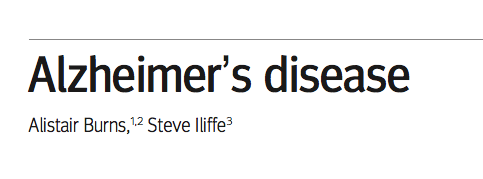 Alzheimer’s disease
Alistair Burns,1,2 Steve Iliffe3